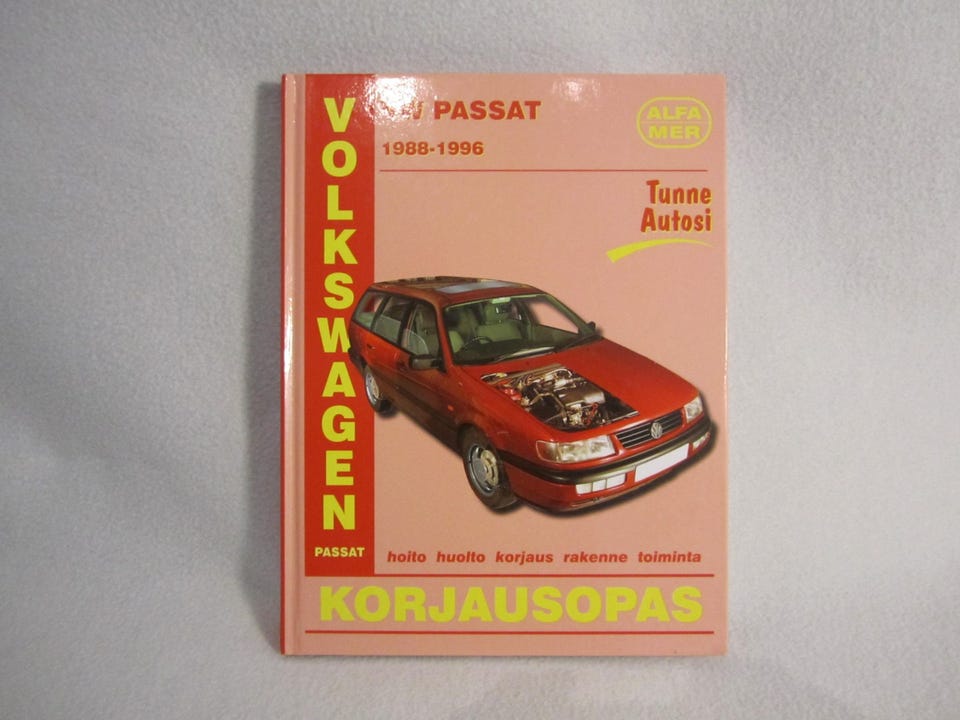 VOLKSWAGEN
PASSAT
VW PASSAT
1988-1996
ALFA
MER
Tunne
Autosi
hoito huolto korjaus rakenne toiminta
KORJAUSOPAS